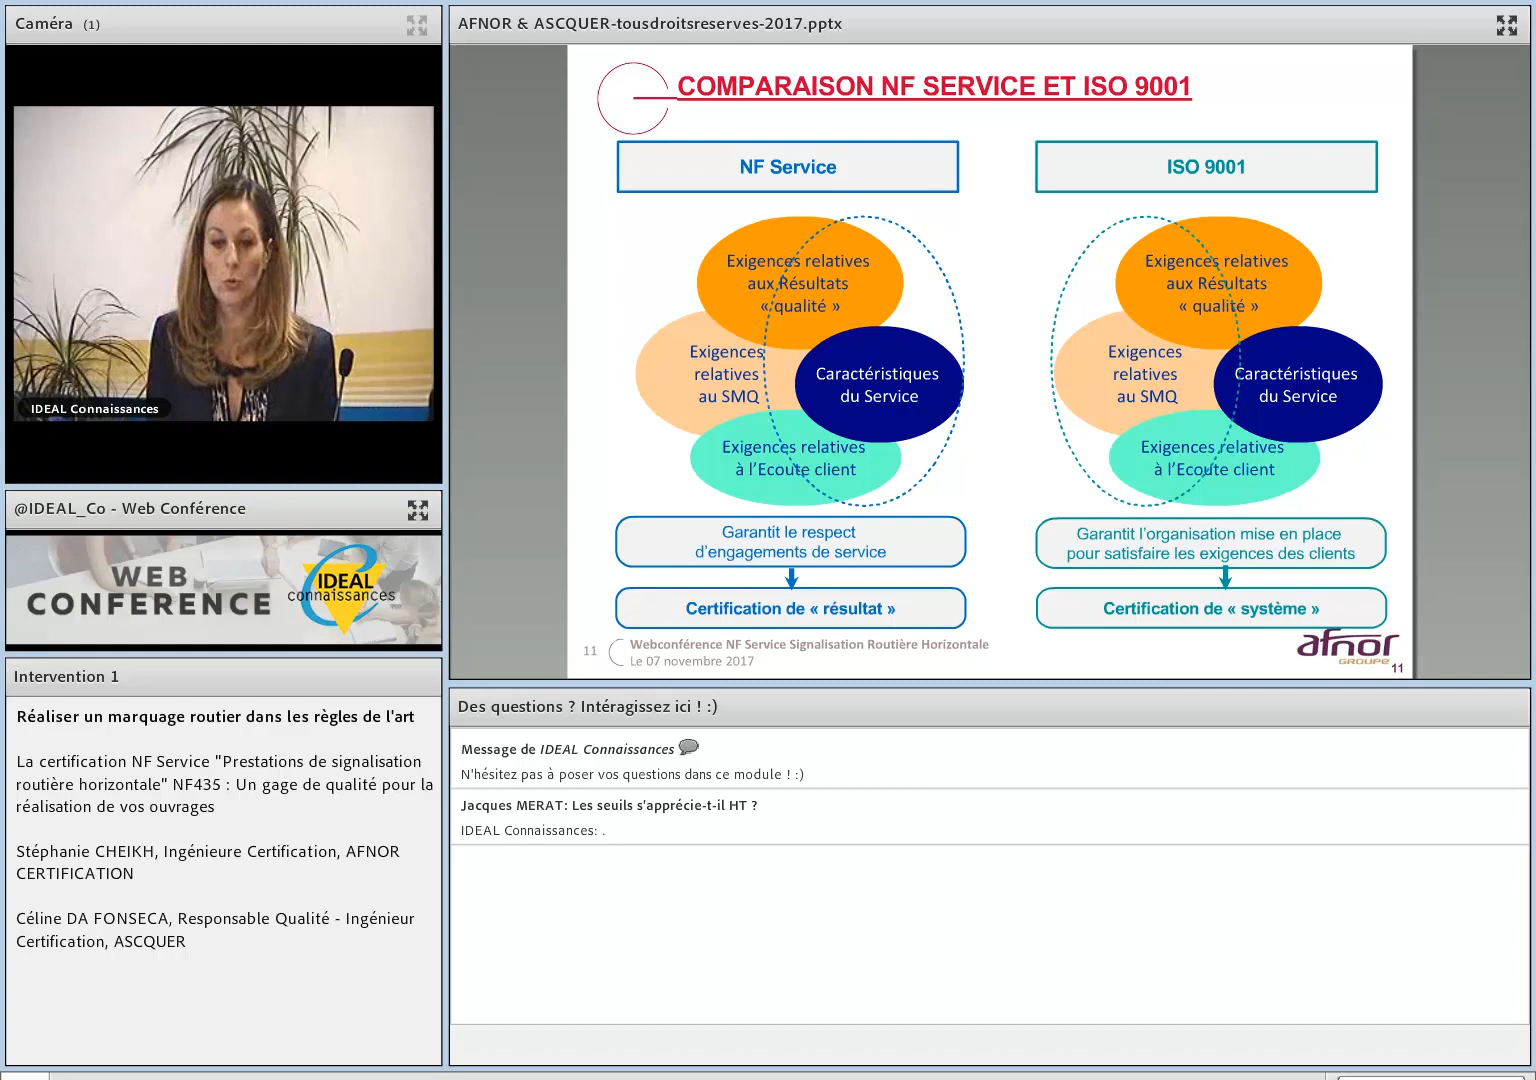 Caméra (1)
IDEAL Connaissances
@IDEAL_Co - Web Conférence
WEB
CONFERENCE
IDEAL
connaissances
Intervention 1
Réaliser un marquage routier dans les règles de l'art
La certification NF Service "Prestations de signalisation
routière horizontale" NF435 : Un gage de qualité pour la
réalisation de vos ouvrages
Stéphanie CHEIKH, Ingénieure Certification, AFNOR
CERTIFICATION
Céline DA FONSECA, Responsable Qualité - Ingénieur
Certification, ASCQUER
AFNOR & ASCQUER-tousdroitsreserves-2017.pptx
COMPARAISON NF SERVICE ET ISO 9001
NF Service
Exigences relatives
aux Résultats
« qualité »
Exigences
relatives
au SMQ
Caractéristiques
du Service
Exigences relatives
à l'Ecoute client
Garantit le respect
d'engagements de service
Certification de « résultat »
ISO 9001
Exigences relatives
aux Résultats
« qualité »
Exigences
relatives
au SMQ
Caractéristiques
du Service
Exigences relatives
à l'Ecoute client
Garantit l'organisation mise en place
pour satisfaire les exigences des clients
Certification de « système »
11
Webconférence NF Service Signalisation Routière Horizontale
Le 07 novembre 2017
afnor
GROUPE
11
Des questions ? Intéragissez ici ! :)
Message de IDEAL Connaissances
N'hésitez pas à poser vos questions dans ce module ! :)
Jacques MERAT: Les seuils s'apprécie-t-il HT ?
IDEAL Connaissances: .